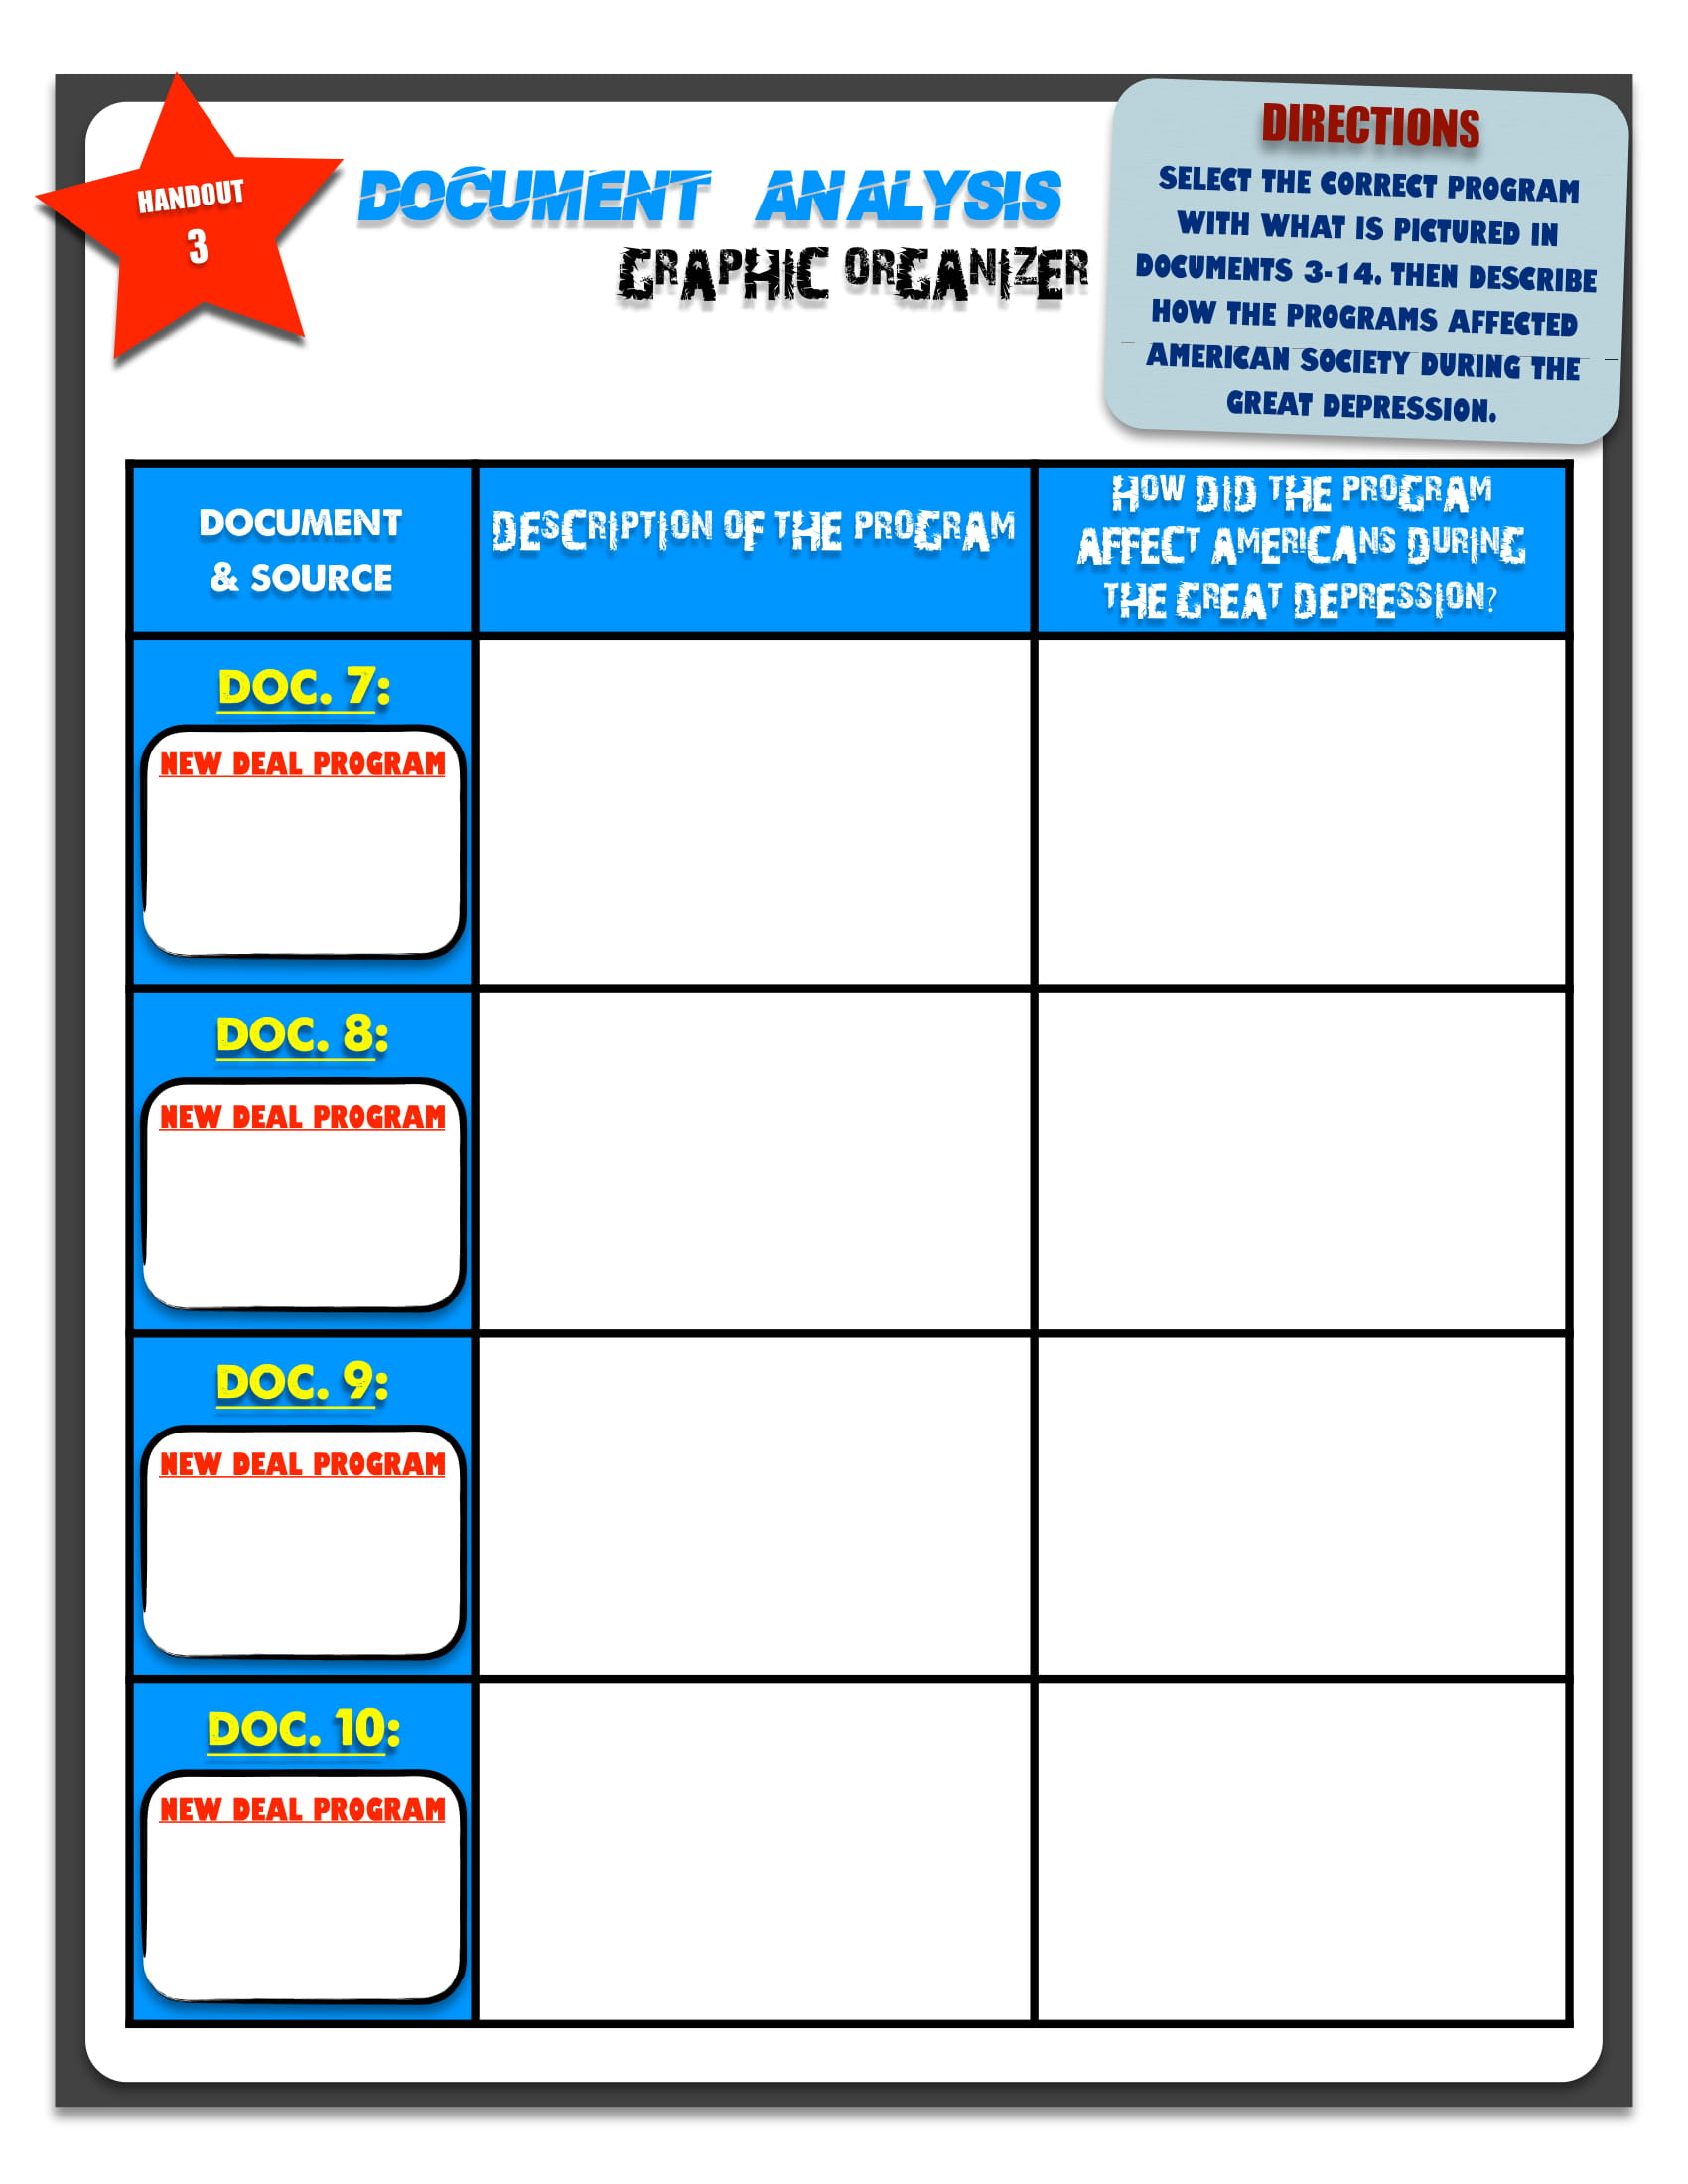 HANDOUT
3
DOCUMENT ANALYSIS
GRAPHIC ORGANIZER
DIRECTIONS
SELECT THE CORRECT PROGRAM
WITH WHAT IS PICTURED IN
DOCUMENTS 3-14. THEN DESCRIBE
HOW THE PROGRAMS AFFECTED
AMERICAN SOCIETY DURING THE
GREAT DEPRESSION.
DOCUMENT
& SOURCE
DESCRIPTION OF THE PROGRAM
HOW DID THE PROGRAM
AFFECT AMERICANS DURING
THE GREAT DEPRESSION?
DOC. 7:
NEW DEAL PROGRAM
DOC. 8:
NEW DEAL PROGRAM
DOC. 9:
NEW DEAL PROGRAM
DOC. 10:
NEW DEAL PROGRAM